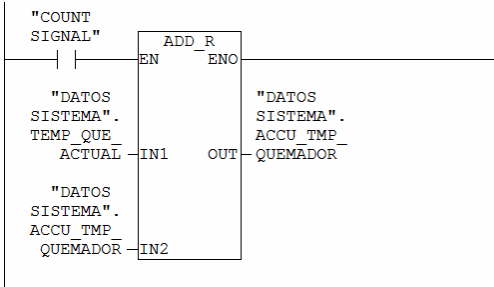 "COUNT
SIGNAL"
ADD_R
EN ENO
"DATOS
SISTEMA".
TEMP_QUE_
ACTUAL
IN1
OUT
"DATOS
SISTEMA".
ACCU_TMP_
QUEMADOR
"DATOS
SISTEMA".
ACCU_TMP_
QUEMADOR
IN2